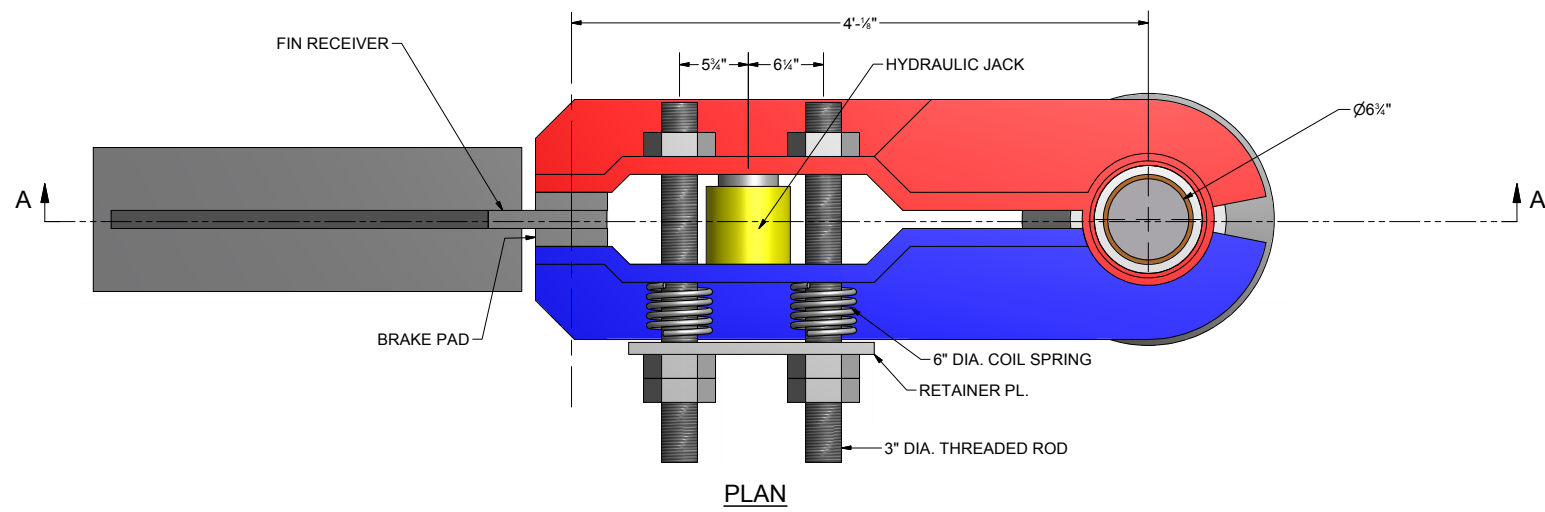 4'-⅛"
FIN RECEIVER
5¾"
6¼"
HYDRAULIC JACK
Ø6¾"
A
A
BRAKE PAD
6" DIA. COIL SPRING
RETAINER PL.
3" DIA. THREADED ROD
PLAN